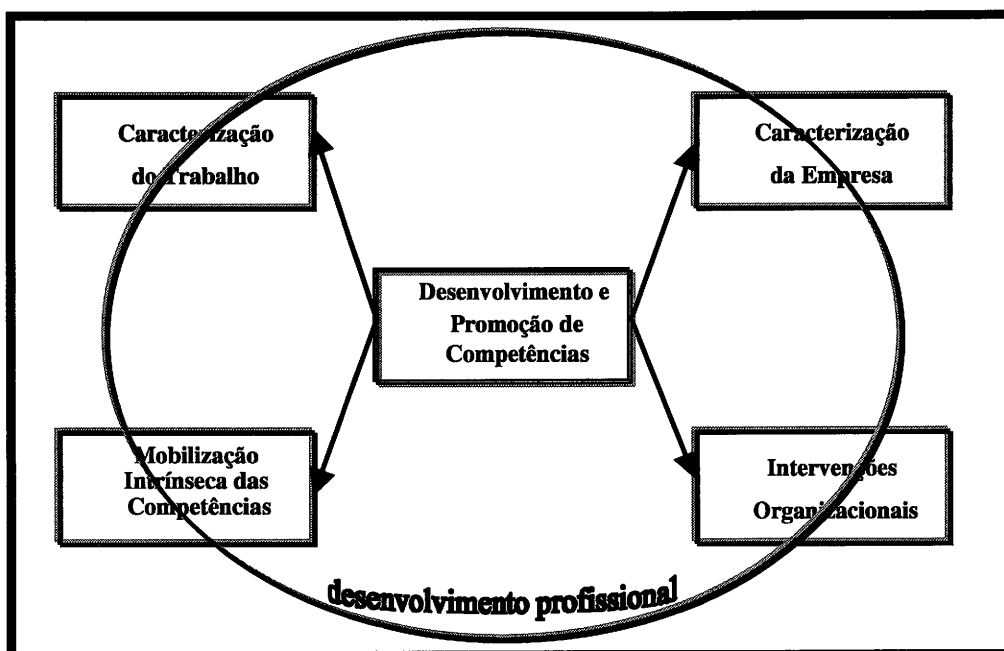 Caracterização
do Trabalho
Caracterização
da Empresa
Desenvolvimento e
Promoção de
Competências
Mobilização
Intrínseca das
Competências
Intervenções
Organizacionais
desenvolvimento profissional